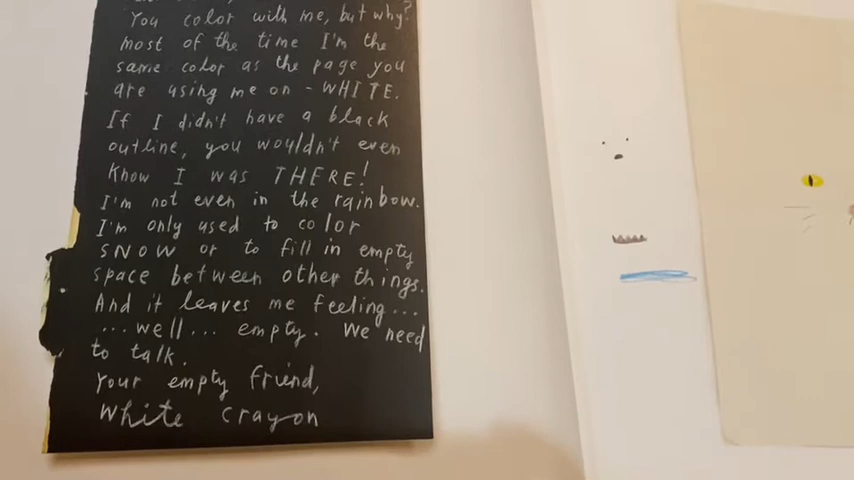 You color with me, but why?
most of the time I'm the
same color as the page you
are using me on - WHITE.
If I didn't have a black
outline, you wouldn't even
know I was THERE!
I'm not even in the rainbow.
I'm only used to color
SNOW or to fill in empty
space between other things.
And it leaves me feeling...
...well... empty. We need
to talk.
Your empty friend,
White crayon